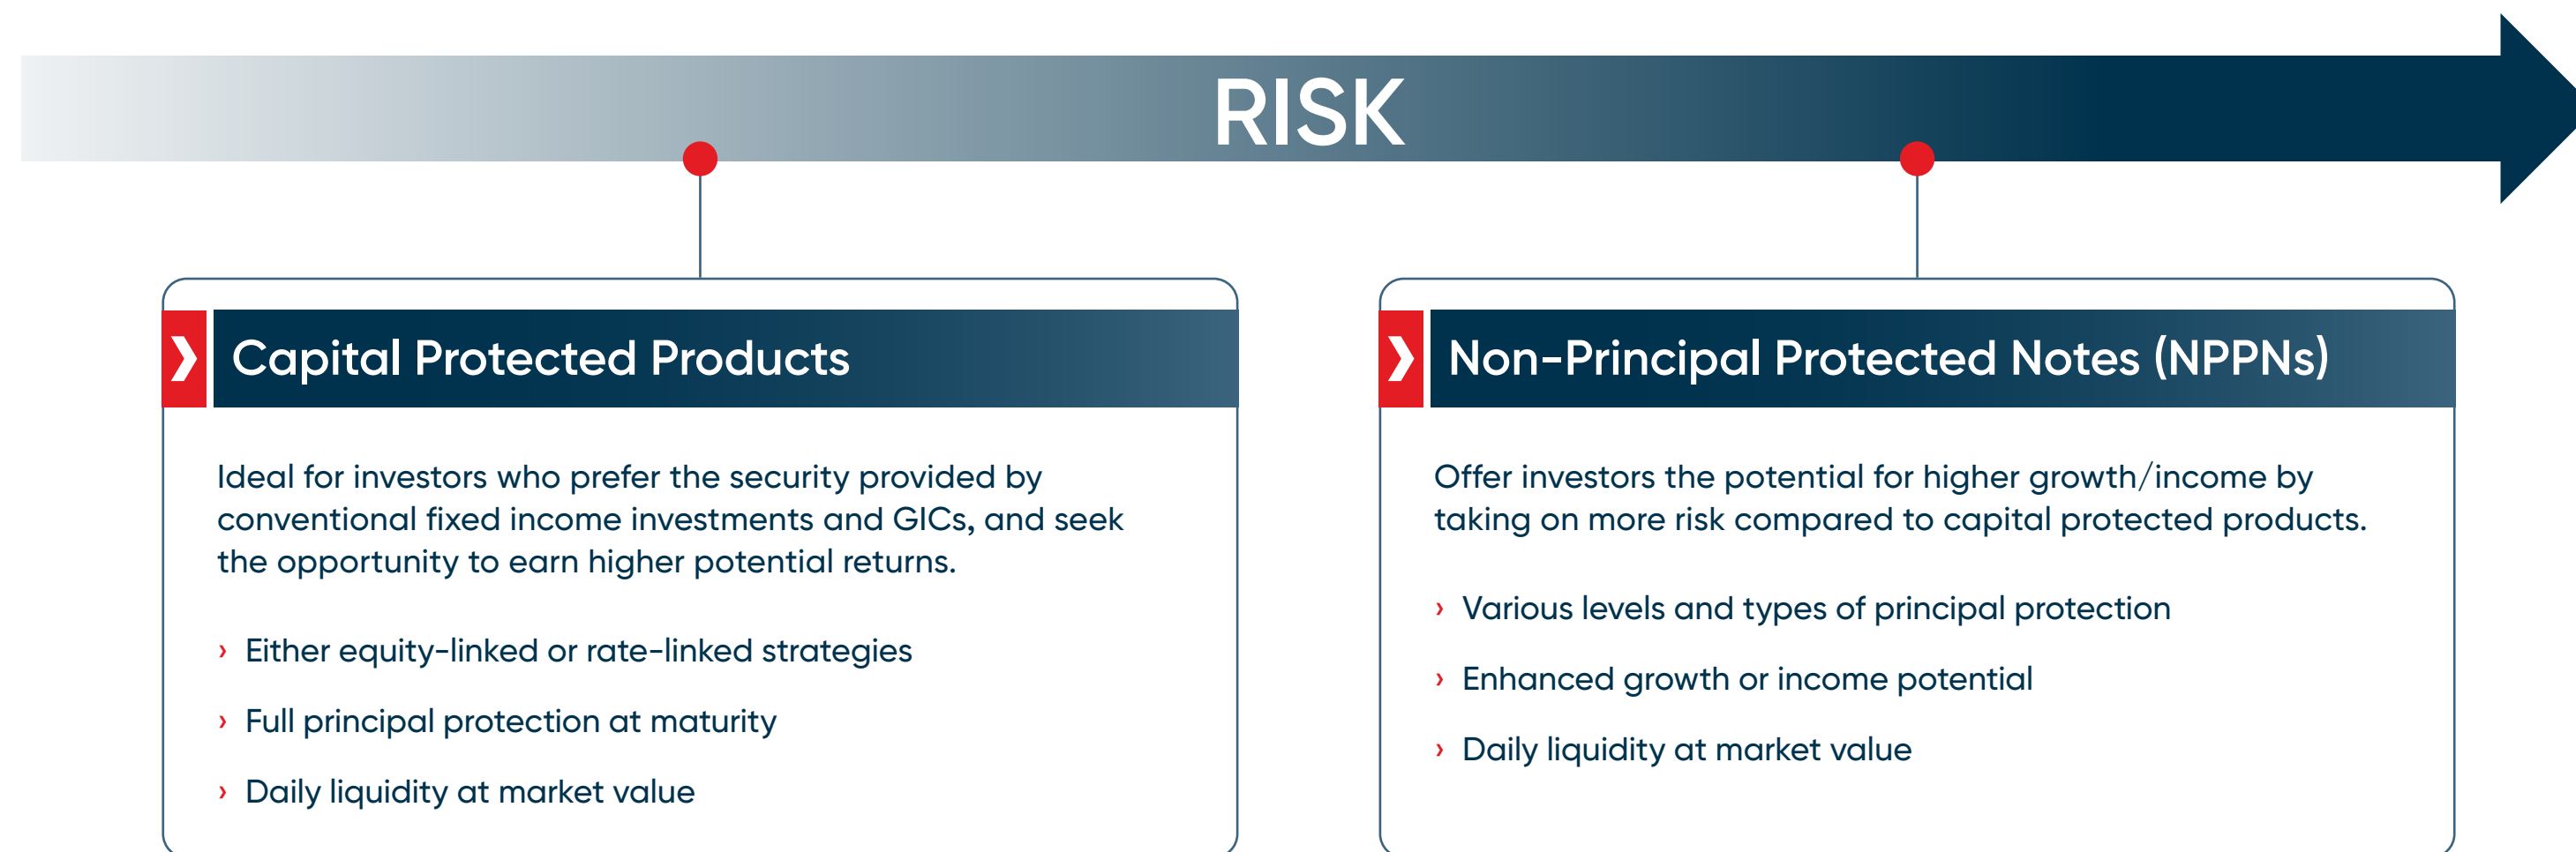 RISK
Capital Protected Products
Ideal for investors who prefer the security provided by
conventional fixed income investments and GICs, and seek
the opportunity to earn higher potential returns.
› Either equity-linked or rate-linked strategies
› Full principal protection at maturity
› Daily liquidity at market value
Non-Principal Protected Notes (NPPNs)
Offer investors the potential for higher growth/income by
taking on more risk compared to capital protected products.
› Various levels and types of principal protection
› Enhanced growth or income potential
› Daily liquidity at market value